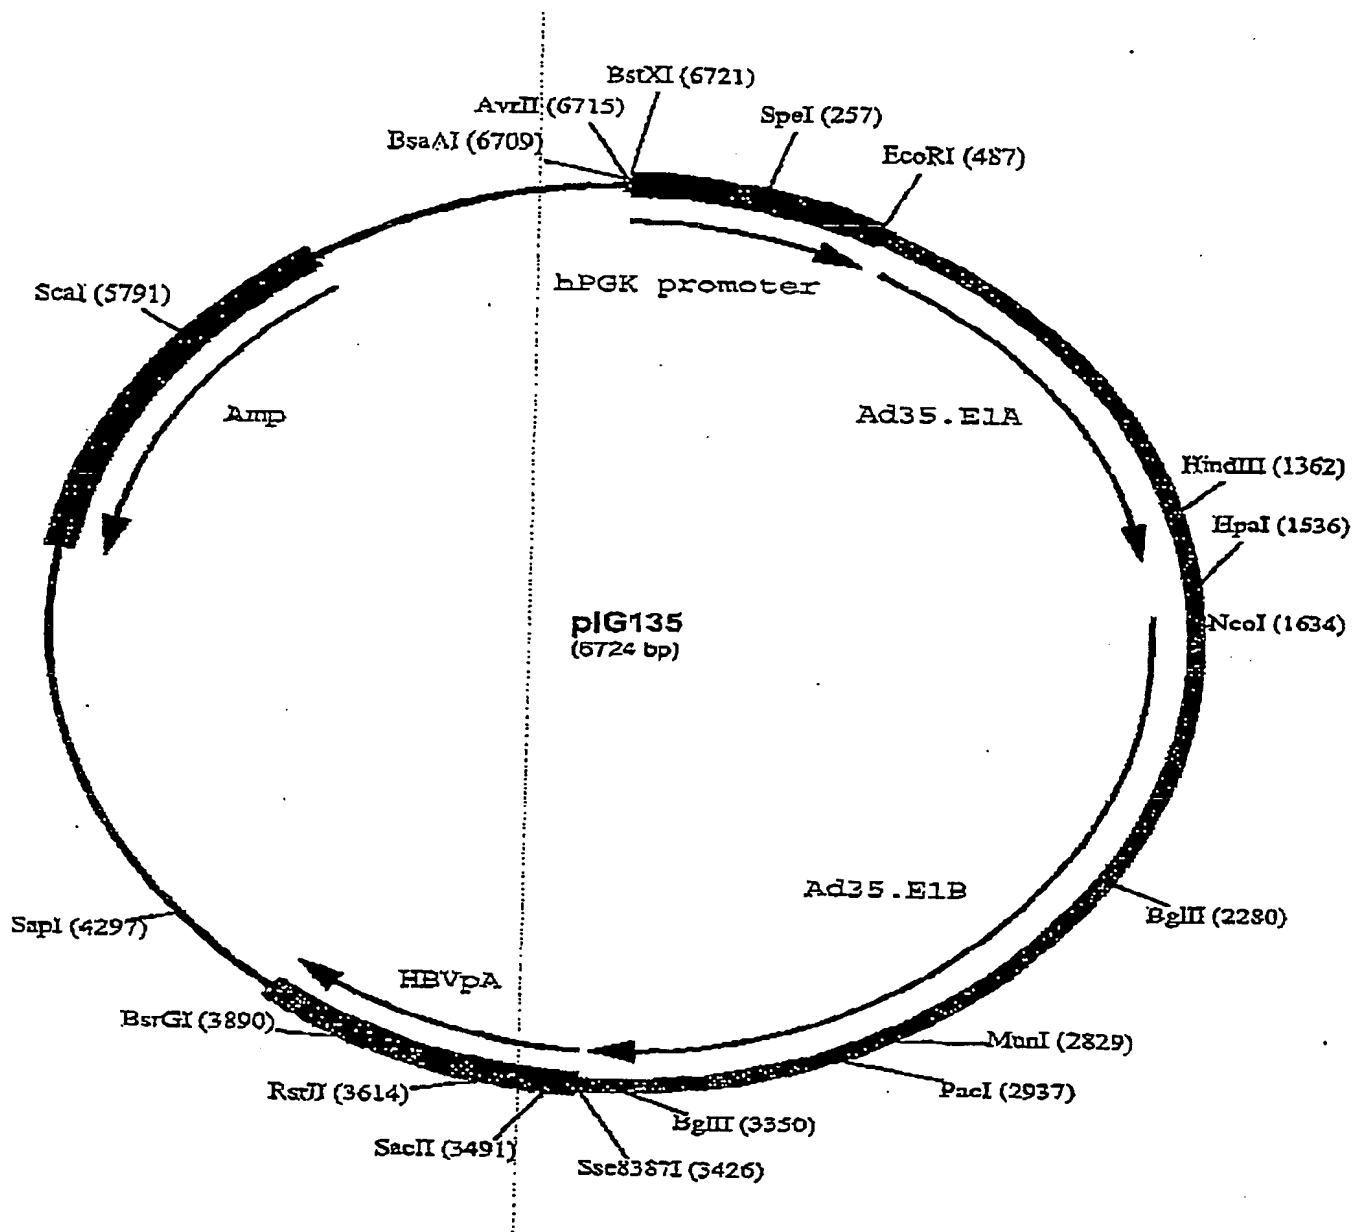 BstXI (6721)
AvrII (6715)
SpeI (257)
BsaAI (6709)
EcoRI (487)
ScaI (5791)
hPGK promoter
Amp
Ad35.E1A
HindIII (1362)
HpaI (1536)
pIG135
(6724 bp)
NcoI (1634)
Ad35.E1B
BglII (2280)
SapI (4297)
HBVpA
BsrGI (3890)
MunI (2829)
RsrII (3614)
PacI (2937)
BglII (3350)
SacII (3491)
Sse8387I (3426)